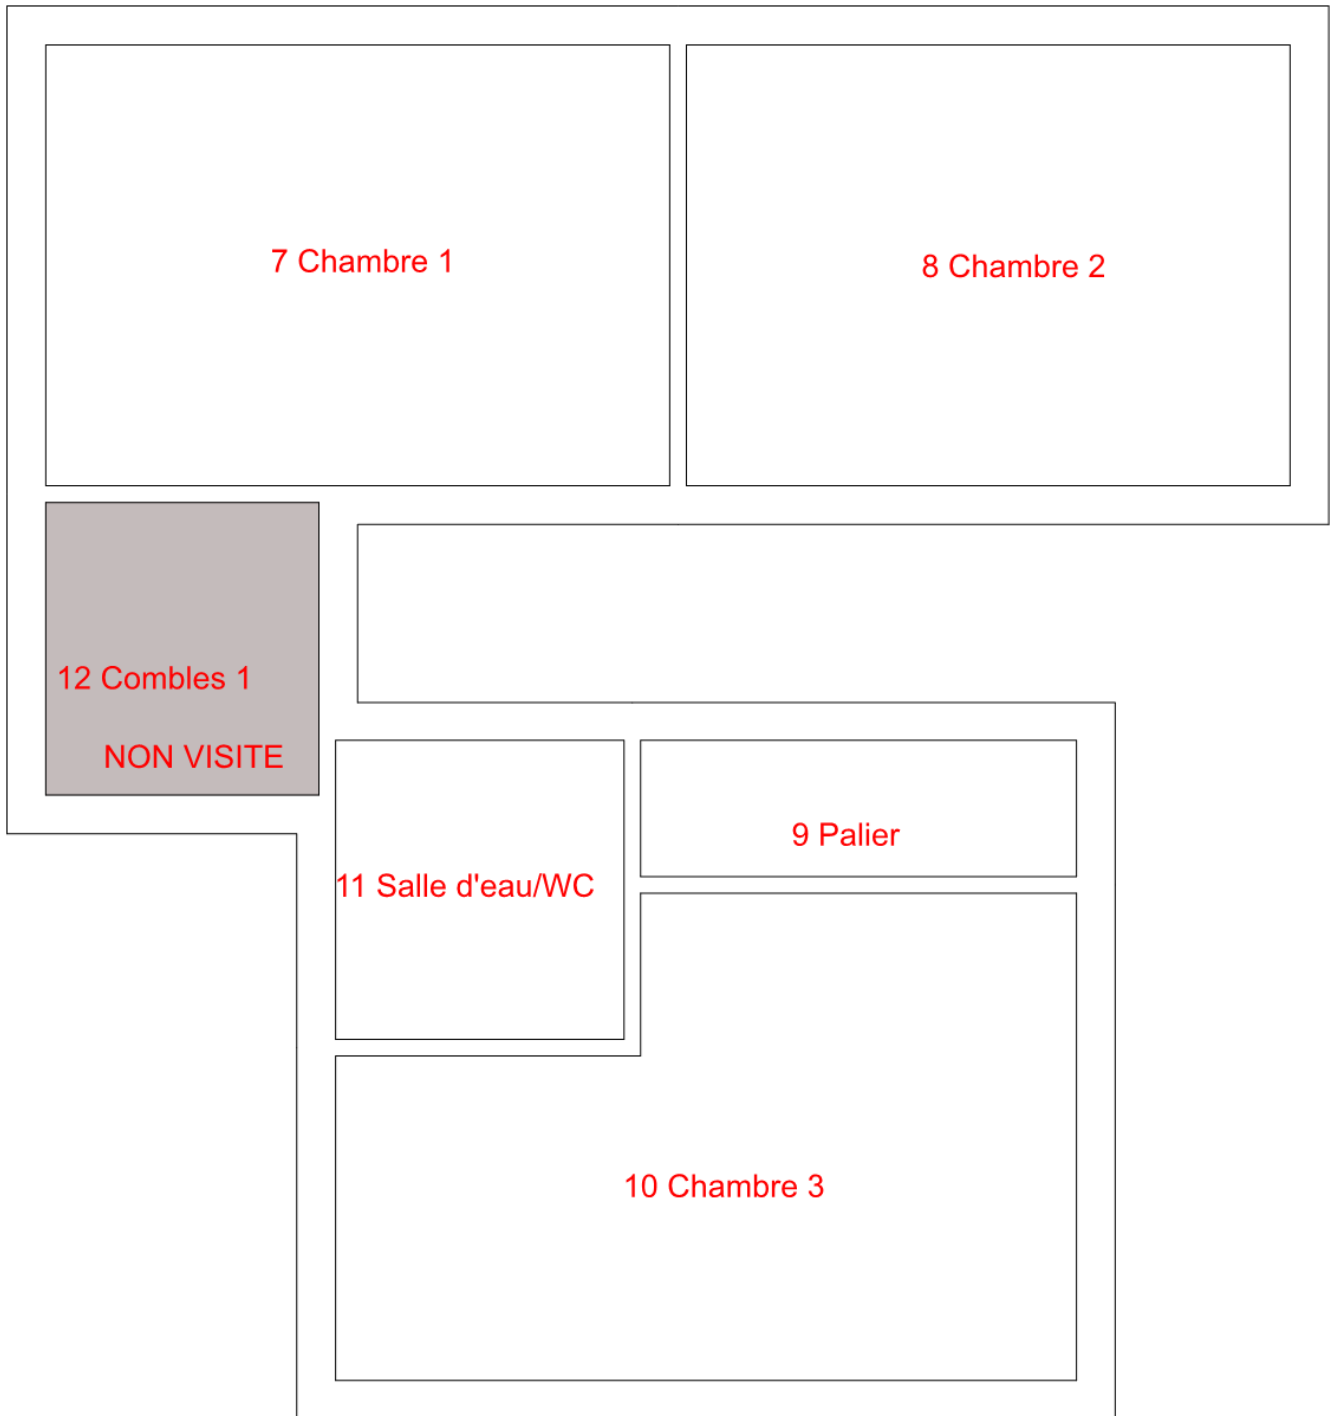 7 Chambre 1
8 Chambre 2
12 Combles 1
NON VISITE
9 Palier
11 Salle d'eau/WC
10 Chambre 3